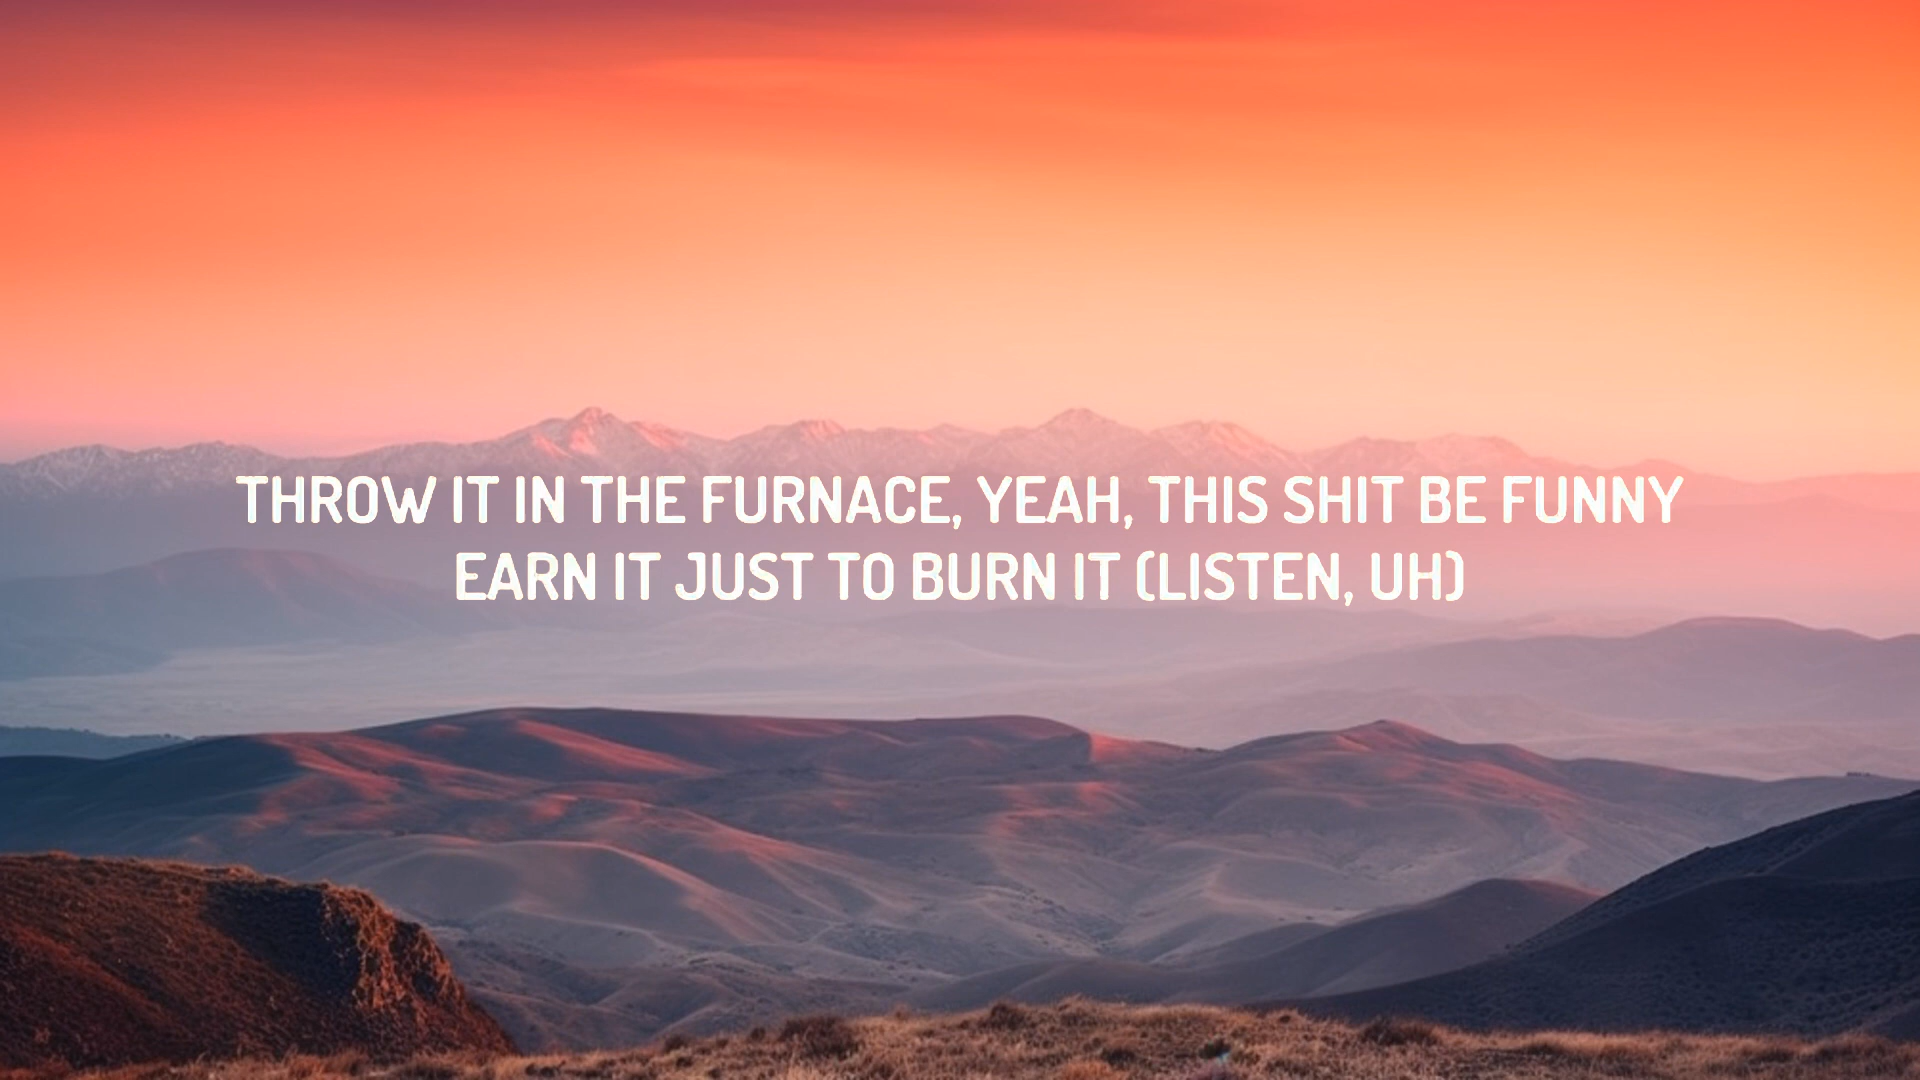 THROW IT IN THE FURNACE, YEAH, THIS SHIT BE FUNNY
EARN IT JUST TO BURN IT (LISTEN, UH)